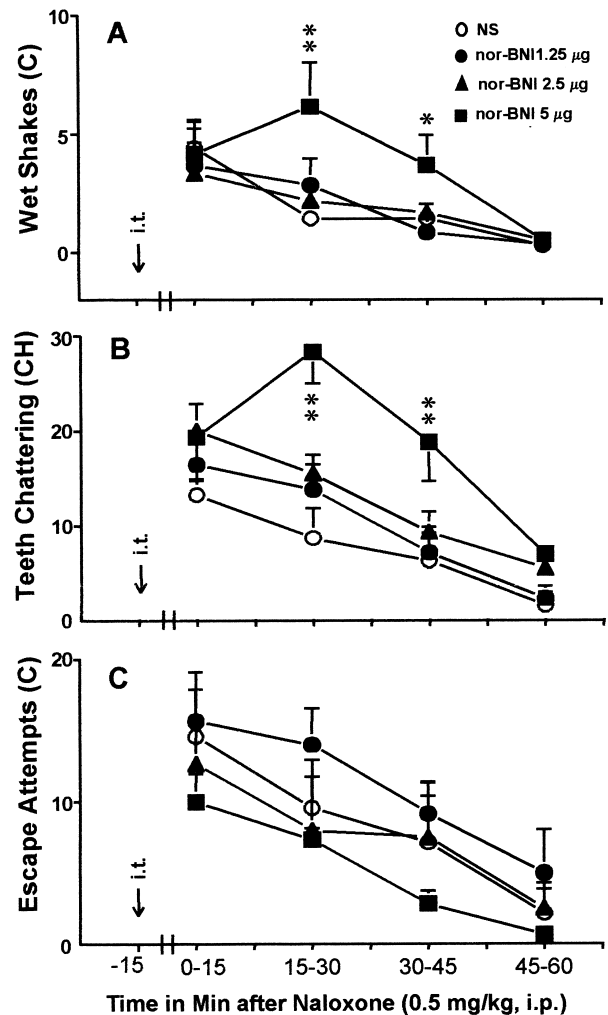 A
Wet Shakes (C)
10
5
0
i.t.
**
*
NS
nor-BNI1.25 μg
nor-BNI 2.5 μg
nor-BNI 5 μg
B
Teeth Chattering (CH)
30
20
10
0
i.t.
**
**
C
Escape Attempts (C)
20
10
0
i.t.
-15 0-15 15-30 30-45 45-60
Time in Min after Naloxone (0.5 mg/kg, i.p.)